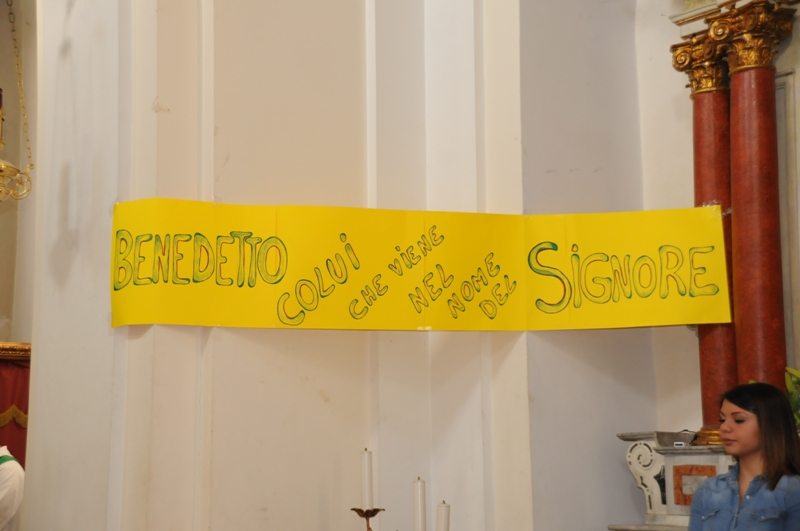 BENEDETTO COLUI CHE VIENE NEL NOME DEL SIGNORE